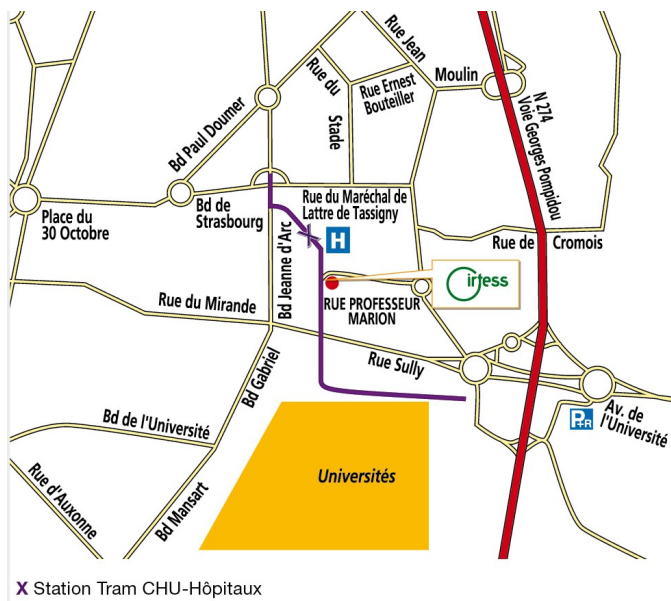 Rue Jean
Moulin
Rue du
Stade
Rue Ernest
Bouteiller
N 274
Voie Georges Pompidou
Bd Paul Doumer
Place du
30 Octobre
Bd de
Strasbourg
Rue du Maréchal de
Lattre de Tassigny
H
Bd Jeanne d'Arc
Rue de Cromois
irtess
Rue du Mirande
RUE PROFESSEUR
MARION
Rue Sully
Bd Gabriel
Bd de l'Université
Av. de
l'Université
P+R
Rue d'Auxonne
Bd Mansart
Universités
X Station Tram CHU-Hôpitaux